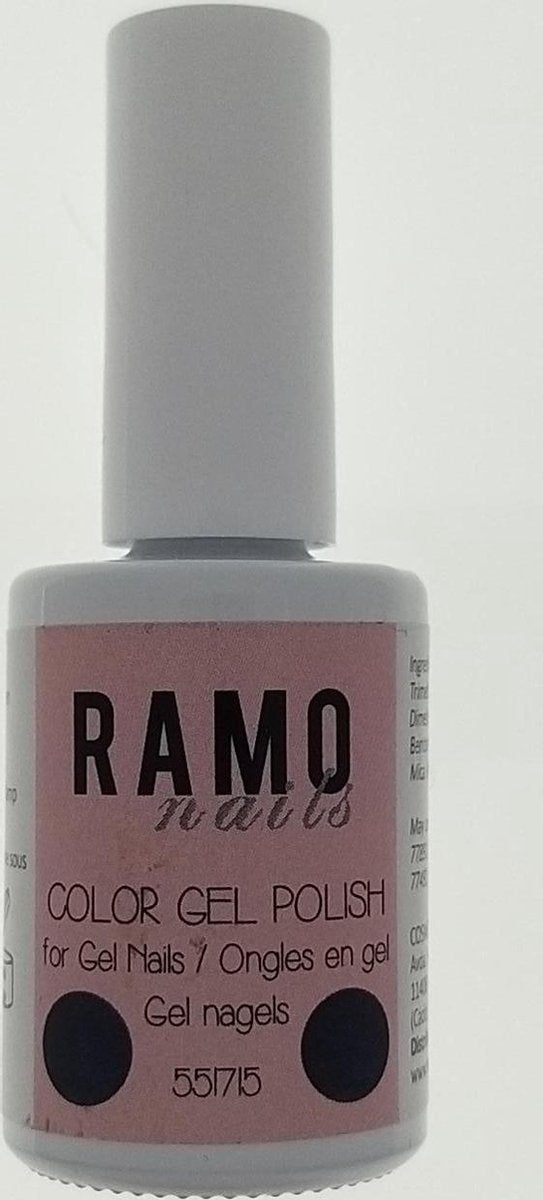 RAMO
nails
COLOR GEL POLISH
for Gel Nails / Ongles en gel
Gel nagels
551715